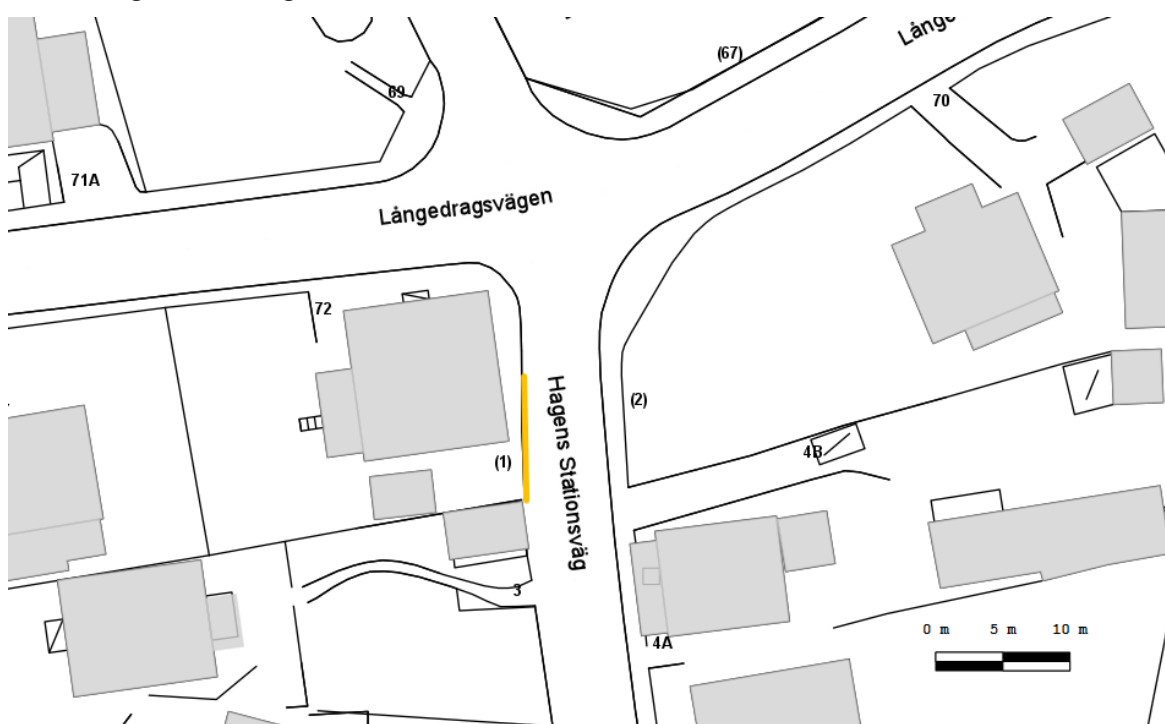 (67)
Långe
69
70
71A
Långedragsvägen
72
Hagens Stationsväg
(2)
(1)
4B
3
4A
0 m 5 m 10 m